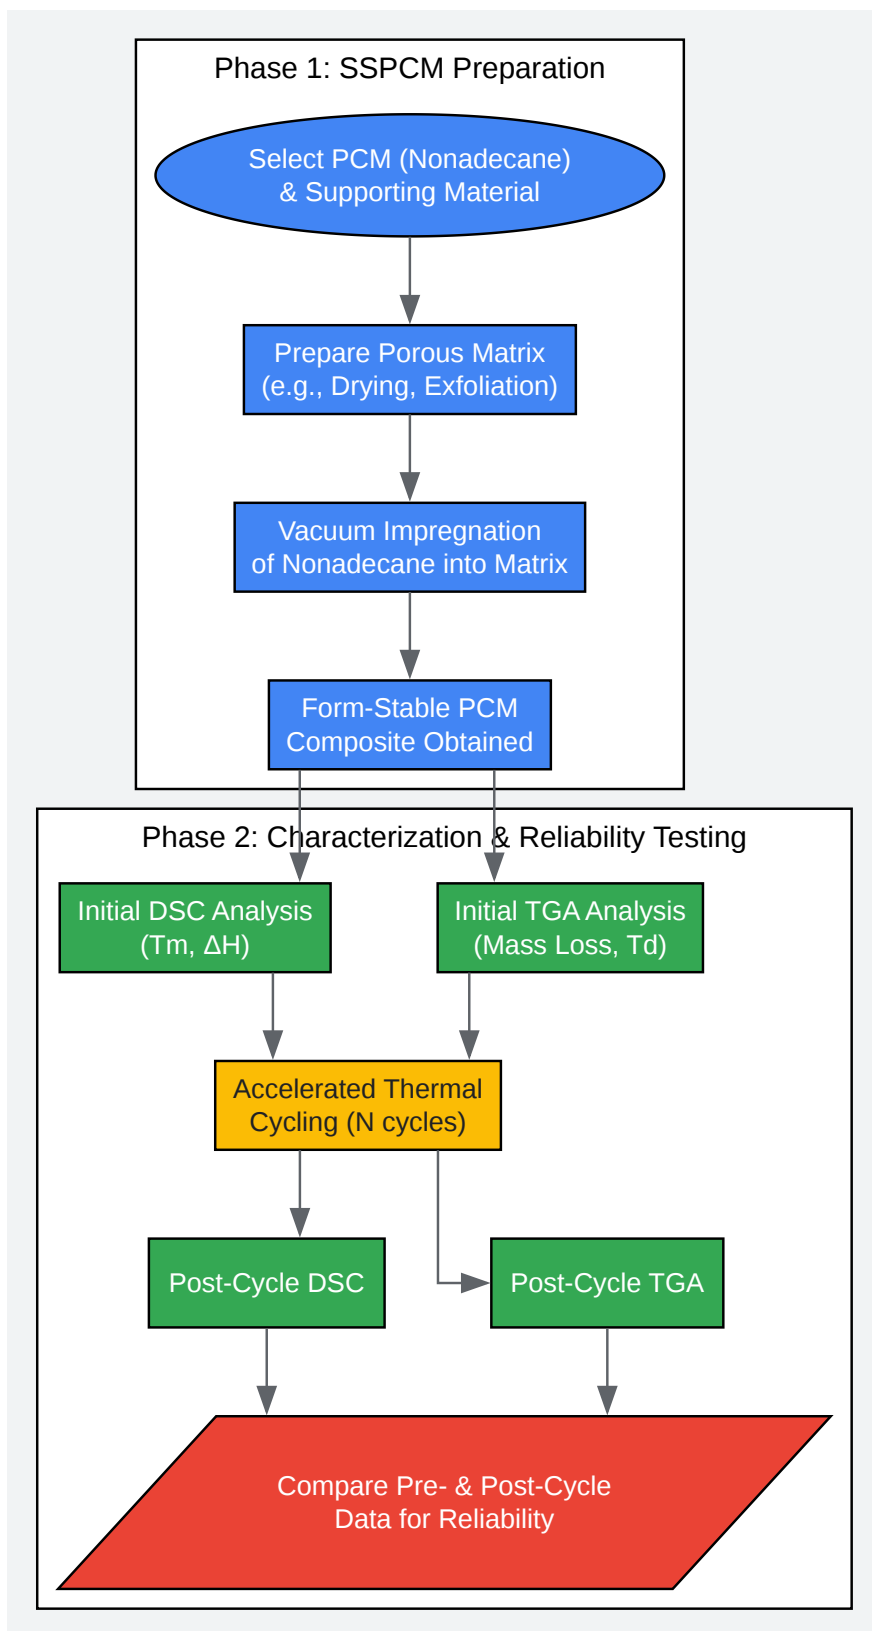 Phase 1: SSPCM Preparation
Select PCM (Nonadecane)
& Supporting Material
Prepare Porous Matrix
(e.g., Drying, Exfoliation)
Vacuum Impregnation
of Nonadecane into Matrix
Form-Stable PCM
Composite Obtained
Phase 2: Characterization & Reliability Testing
Initial DSC Analysis
(Tm, ΔH)
Initial TGA Analysis
(Mass Loss, Td)
Accelerated Thermal
Cycling (N cycles)
Post-Cycle DSC
Post-Cycle TGA
Compare Pre- & Post-Cycle
Data for Reliability